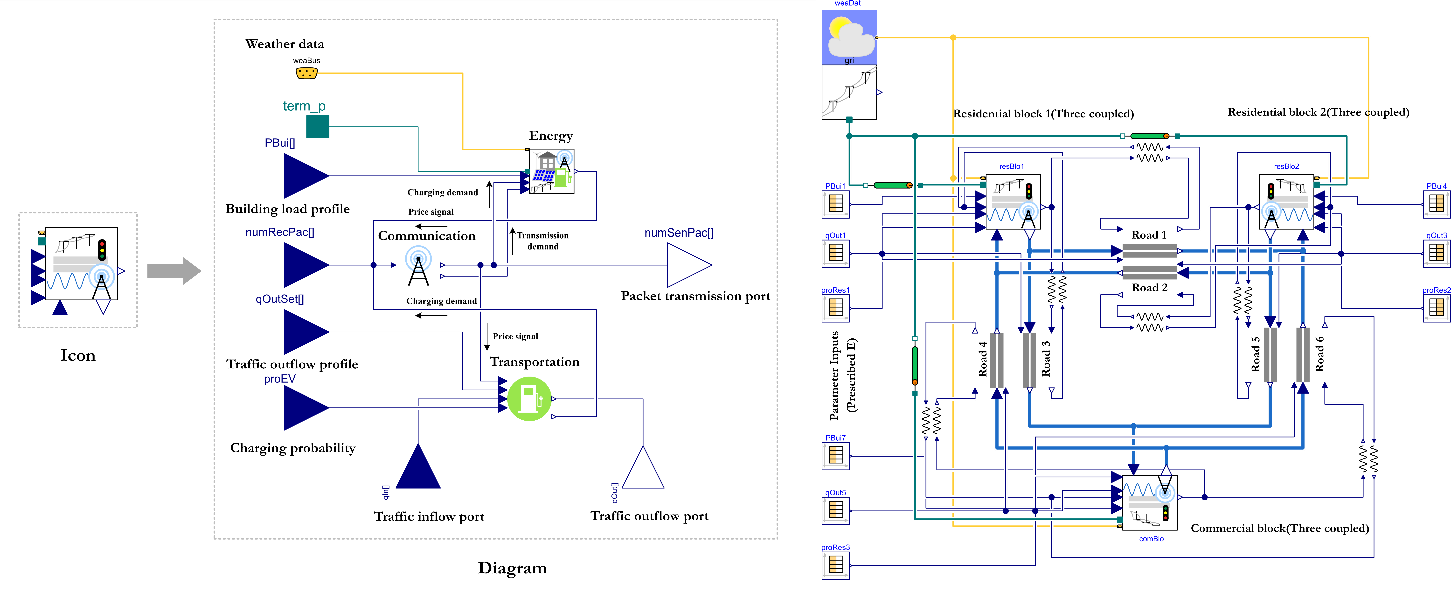 Icon
Weather data
weaBus
term_p
PBui[]
Building load profile
numRecPac[]
qOutSet[]
Traffic outflow profile
proEV
Charging probability
Energy
Charging demand
Price signal
Communication
Transmission
demand
numSenPac[]
Packet transmission port
Charging demand
Price signal
Transportation
qIn[]
Traffic inflow port
qOut[]
Traffic outflow port
Diagram
weaDat
gri
Residential block 1(Three coupled)
Residential block 2(Three coupled)
resBlo1
resBlo2
PBui1
qOut1
proRes1
PBui4
qOut3
proRes2
Road 1
Road 2
Road 4
Road 3
Road 5
Road 6
Parameter Inputs
(Prescribed E)
PBui7
qOut5
proRes3
comBlo
Commercial block(Three coupled)